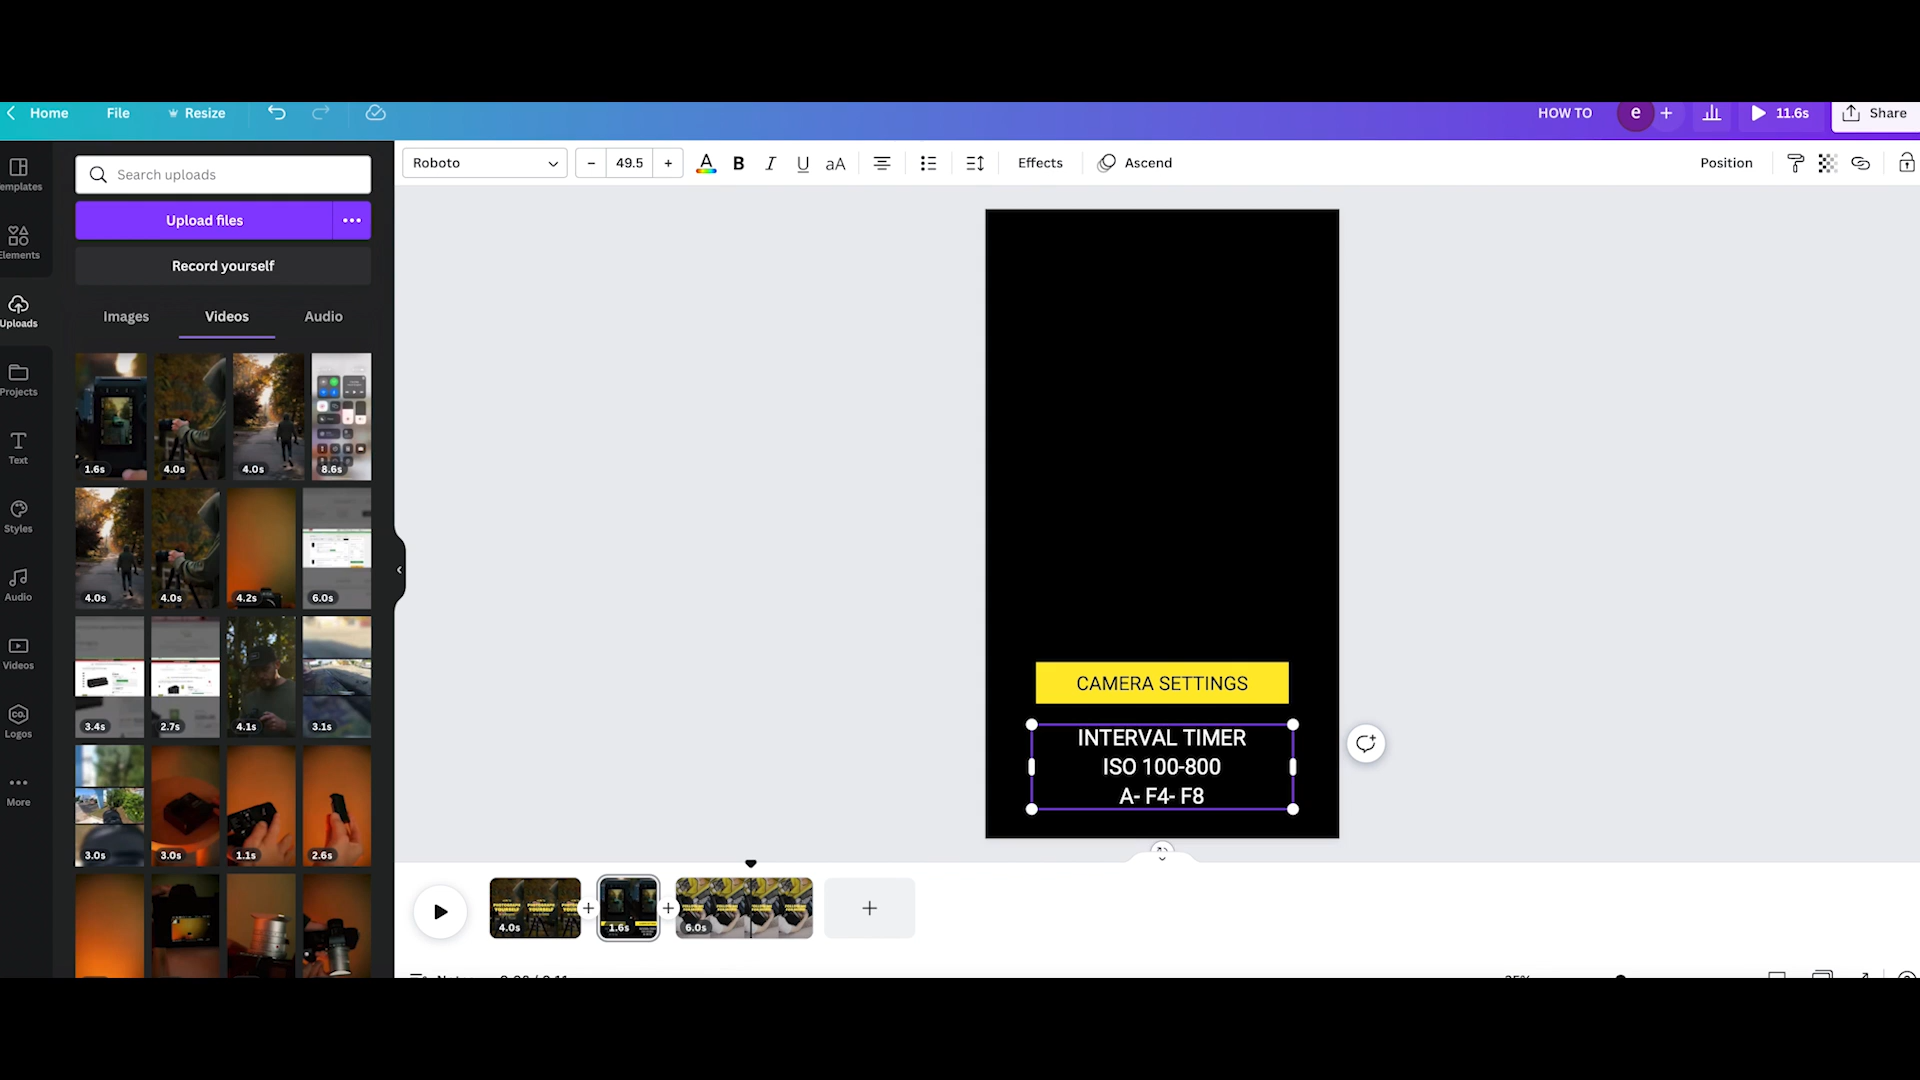 Home
File
Resize
HOW TO
e
11.6s
Share
Templates
Elements
Uploads
Projects
Text
Styles
Audio
Videos
CO.
Logos
More
Search uploads
Upload files
Record yourself
Images
Videos
Audio
1.6s
4.0s
4.0s
8.6s
4.0s
4.0s
4.2s
6.0s
3.4s
2.7s
4.1s
3.1s
3.0s
3.0s
1.1s
2.6s
Roboto
- 49.5 +
A
B
I
U
aA
Effects
Ascend
Position
CAMERA SETTINGS
INTERVAL TIMER
ISO 100-800
A- F4- F8
4.0s
1.6s
6.0s